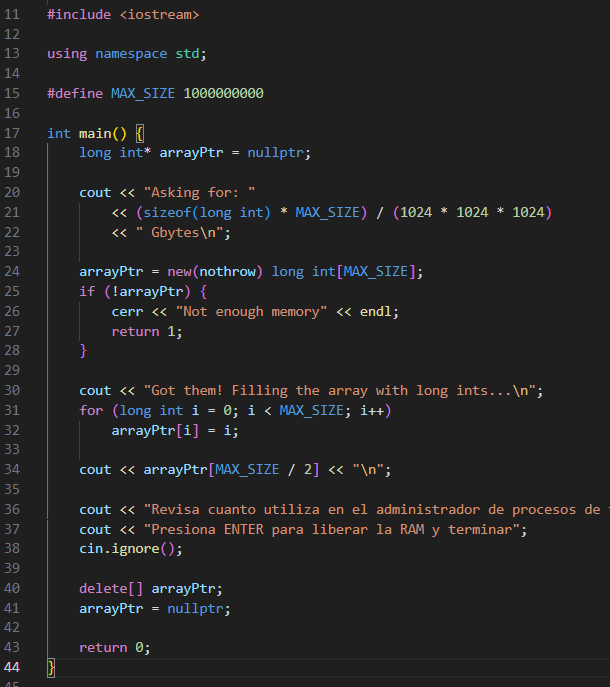 11 #include <iostream>
12
13 using namespace std;
14
15 #define MAX_SIZE 1000000000
16
17 int main() {
18     long int* arrayPtr = nullptr;
19
20     cout << "Asking for: "
21         << (sizeof(long int) * MAX_SIZE) / (1024 * 1024 * 1024)
22         << " Gbytes\n";
23
24     arrayPtr = new(nothrow) long int[MAX_SIZE];
25     if (!arrayPtr) {
26         cerr << "Not enough memory" << endl;
27         return 1;
28     }
29
30     cout << "Got them! Filling the array with long ints...\n";
31     for (long int i = 0; i < MAX_SIZE; i++)
32         arrayPtr[i] = i;
33
34     cout << arrayPtr[MAX_SIZE / 2] << "\n";
35
36     cout << "Revisa cuanto utiliza en el administrador de procesos de
37     cout << "Presiona ENTER para liberar la RAM y terminar";
38     cin.ignore();
39
40     delete[] arrayPtr;
41     arrayPtr = nullptr;
42
43     return 0;
44 }